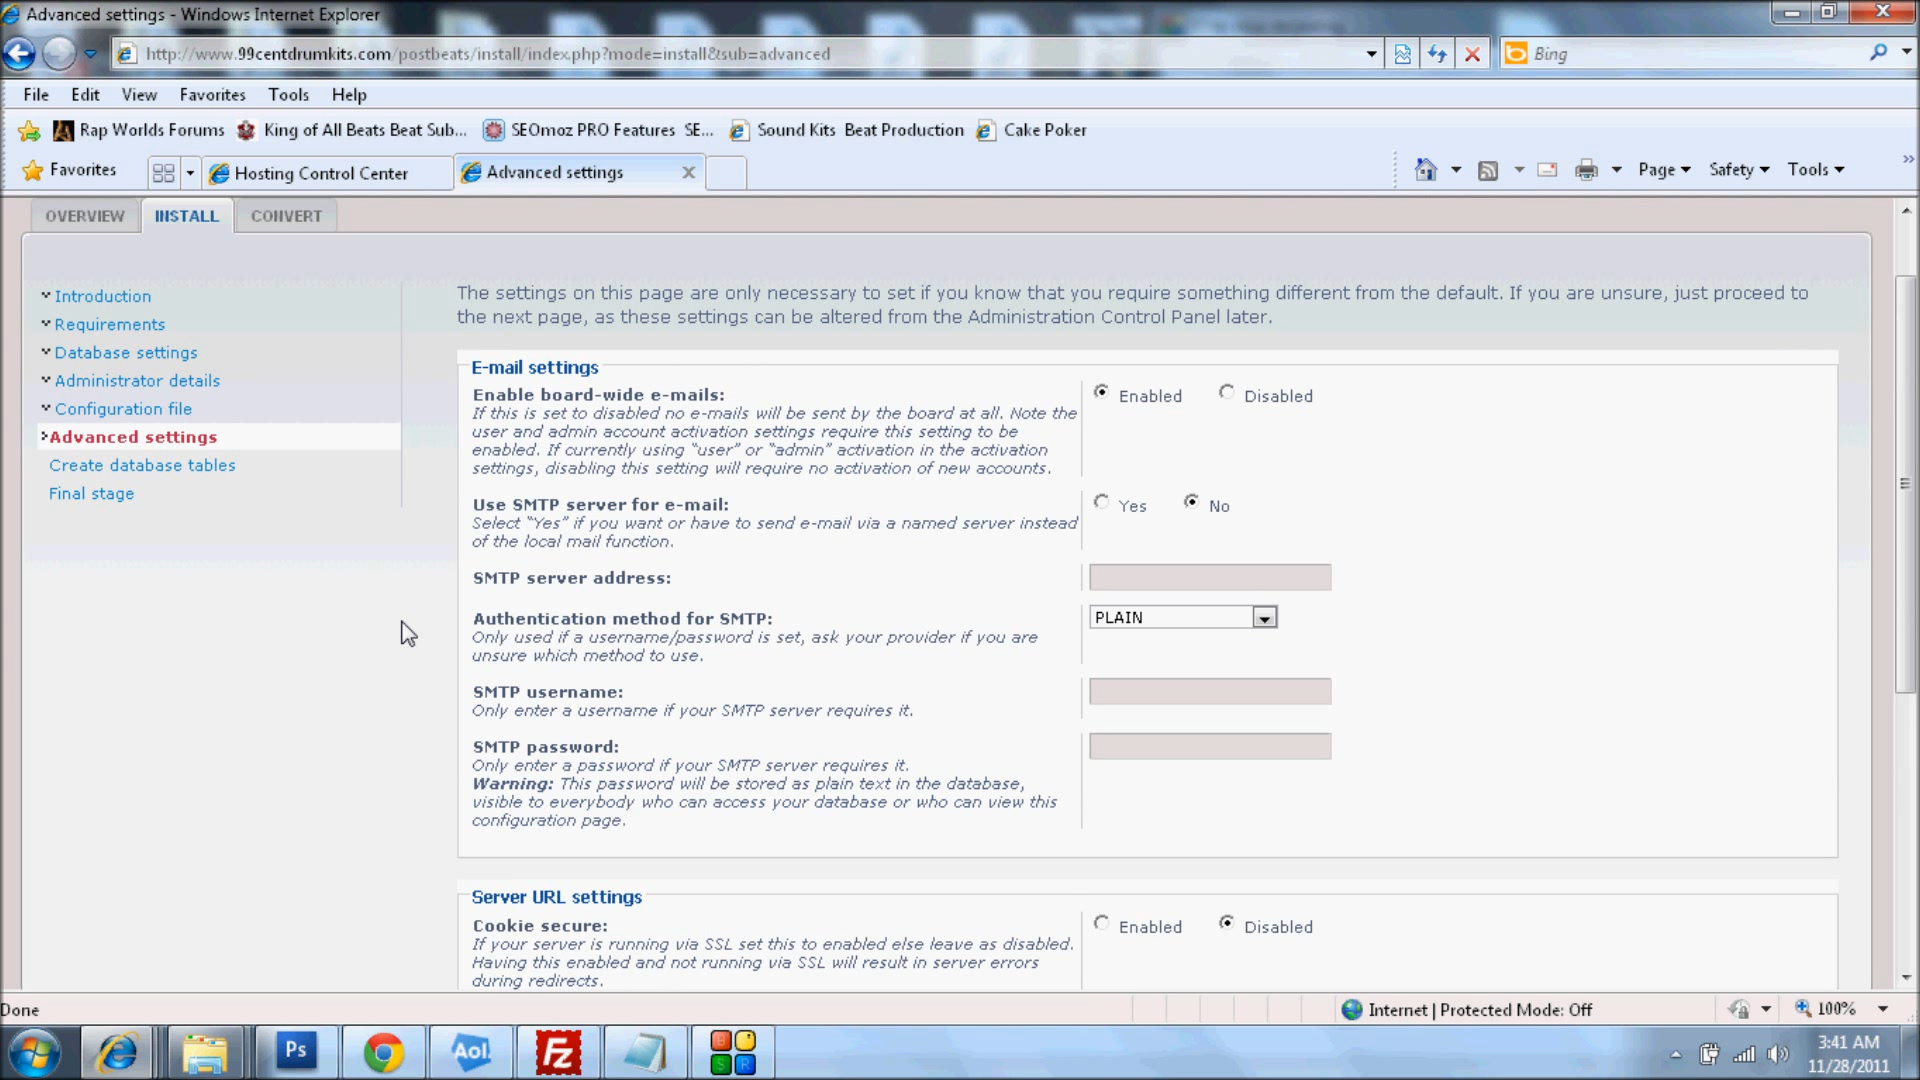 Advanced settings - Windows Internet Explorer
http://www.99centdrumkits.com/postbeats/install/index.php?mode=install&sub=advanced
Bing
File Edit View Favorites Tools Help
Rap Worlds Forums King of All Beats Beat Sub... SEOmoz PRO Features SE... Sound Kits Beat Production Cake Poker
Favorites Hosting Control Center Advanced settings Page Safety Tools
OVERVIEW INSTALL CONVERT
Introduction
Requirements
Database settings
Administrator details
Configuration file
Advanced settings
Create database tables
Final stage
The settings on this page are only necessary to set if you know that you require something different from the default. If you are unsure, just proceed to
the next page, as these settings can be altered from the Administration Control Panel later.
E-mail settings
Enable board-wide e-mails:
If this is set to disabled no e-mails will be sent by the board at all. Note the
user and admin account activation settings require this setting to be
enabled. If currently using “user” or “admin” activation in the activation
settings, disabling this setting will require no activation of new accounts.
Enabled Disabled
Use SMTP server for e-mail:
Select “Yes” if you want or have to send e-mail via a named server instead
of the local mail function.
Yes No
SMTP server address:
Authentication method for SMTP:
Only used if a username/password is set, ask your provider if you are
unsure which method to use.
PLAIN
SMTP username:
Only enter a username if your SMTP server requires it.
SMTP password:
Only enter a password if your SMTP server requires it.
Warning: This password will be stored as plain text in the database,
visible to everybody who can access your database or who can view this
configuration page.
Server URL settings
Cookie secure:
If your server is running via SSL set this to enabled else leave as disabled.
Having this enabled and not running via SSL will result in server errors
during redirects.
Enabled Disabled
Done
Internet | Protected Mode: Off
100%
Ps
Aol.
Fz
B S R
3:41 AM
11/28/2011